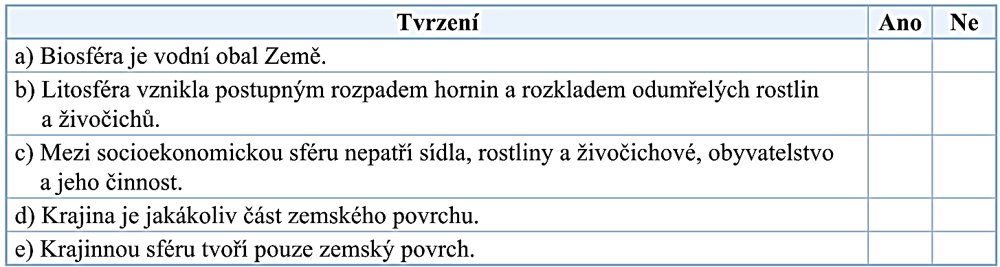 Tvrzení Ano Ne
a) Biosféra je vodní obal Země.
b) Litosféra vznikla postupným rozpadem hornin a rozkladem odumřelých rostlin
a živočichů.
c) Mezi socioekonomickou sféru nepatří sídla, rostliny a živočichové, obyvatelstvo
a jeho činnost.
d) Krajina je jakákoliv část zemského povrchu.
e) Krajinnou sféru tvoří pouze zemský povrch.